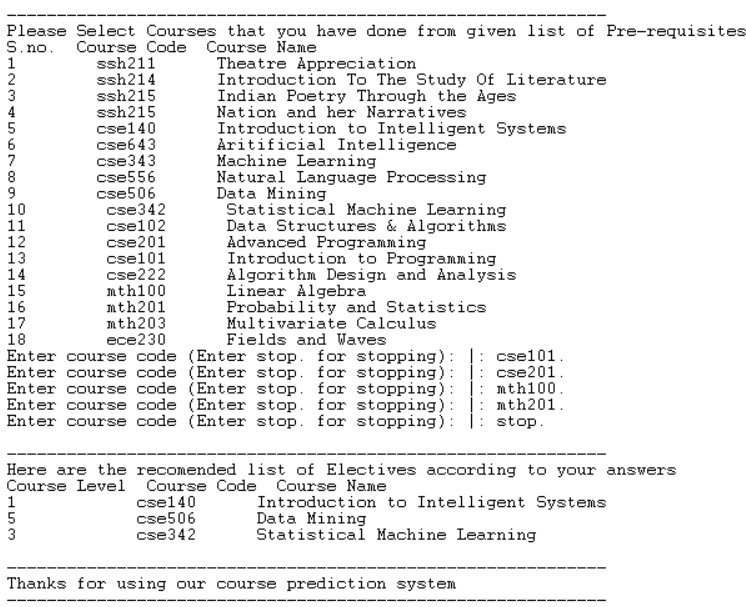 ------------------------------------------------------------
Please Select Courses that you have done from given list of Pre-requisites
S.no.  Course Code  Course Name
1        ssh211      Theatre Appreciation
2        ssh214      Introduction To The Study Of Literature
3        ssh215      Indian Poetry Through the Ages
4        ssh215      Nation and her Narratives
5        cse140      Introduction to Intelligent Systems
6        cse643      Aritificial Intelligence
7        cse343      Machine Learning
8        cse556      Natural Language Processing
9        cse506      Data Mining
10        cse342      Statistical Machine Learning
11        cse102      Data Structures & Algorithms
12        cse201      Advanced Programming
13        cse101      Introduction to Programming
14        cse222      Algorithm Design and Analysis
15        mth100      Linear Algebra
16        mth201      Probability and Statistics
17        mth203      Multivariate Calculus
18        ece230      Fields and Waves
Enter course code (Enter stop. for stopping): |: cse101.
Enter course code (Enter stop. for stopping): |: cse201.
Enter course code (Enter stop. for stopping): |: mth100.
Enter course code (Enter stop. for stopping): |: mth201.
Enter course code (Enter stop. for stopping): |: stop.
------------------------------------------------------------
Here are the recomended list of Electives according to your answers
Course Level  Course Code  Course Name
1            cse140      Introduction to Intelligent Systems
5            cse506      Data Mining
3            cse342      Statistical Machine Learning
------------------------------------------------------------
Thanks for using our course prediction system
------------------------------------------------------------